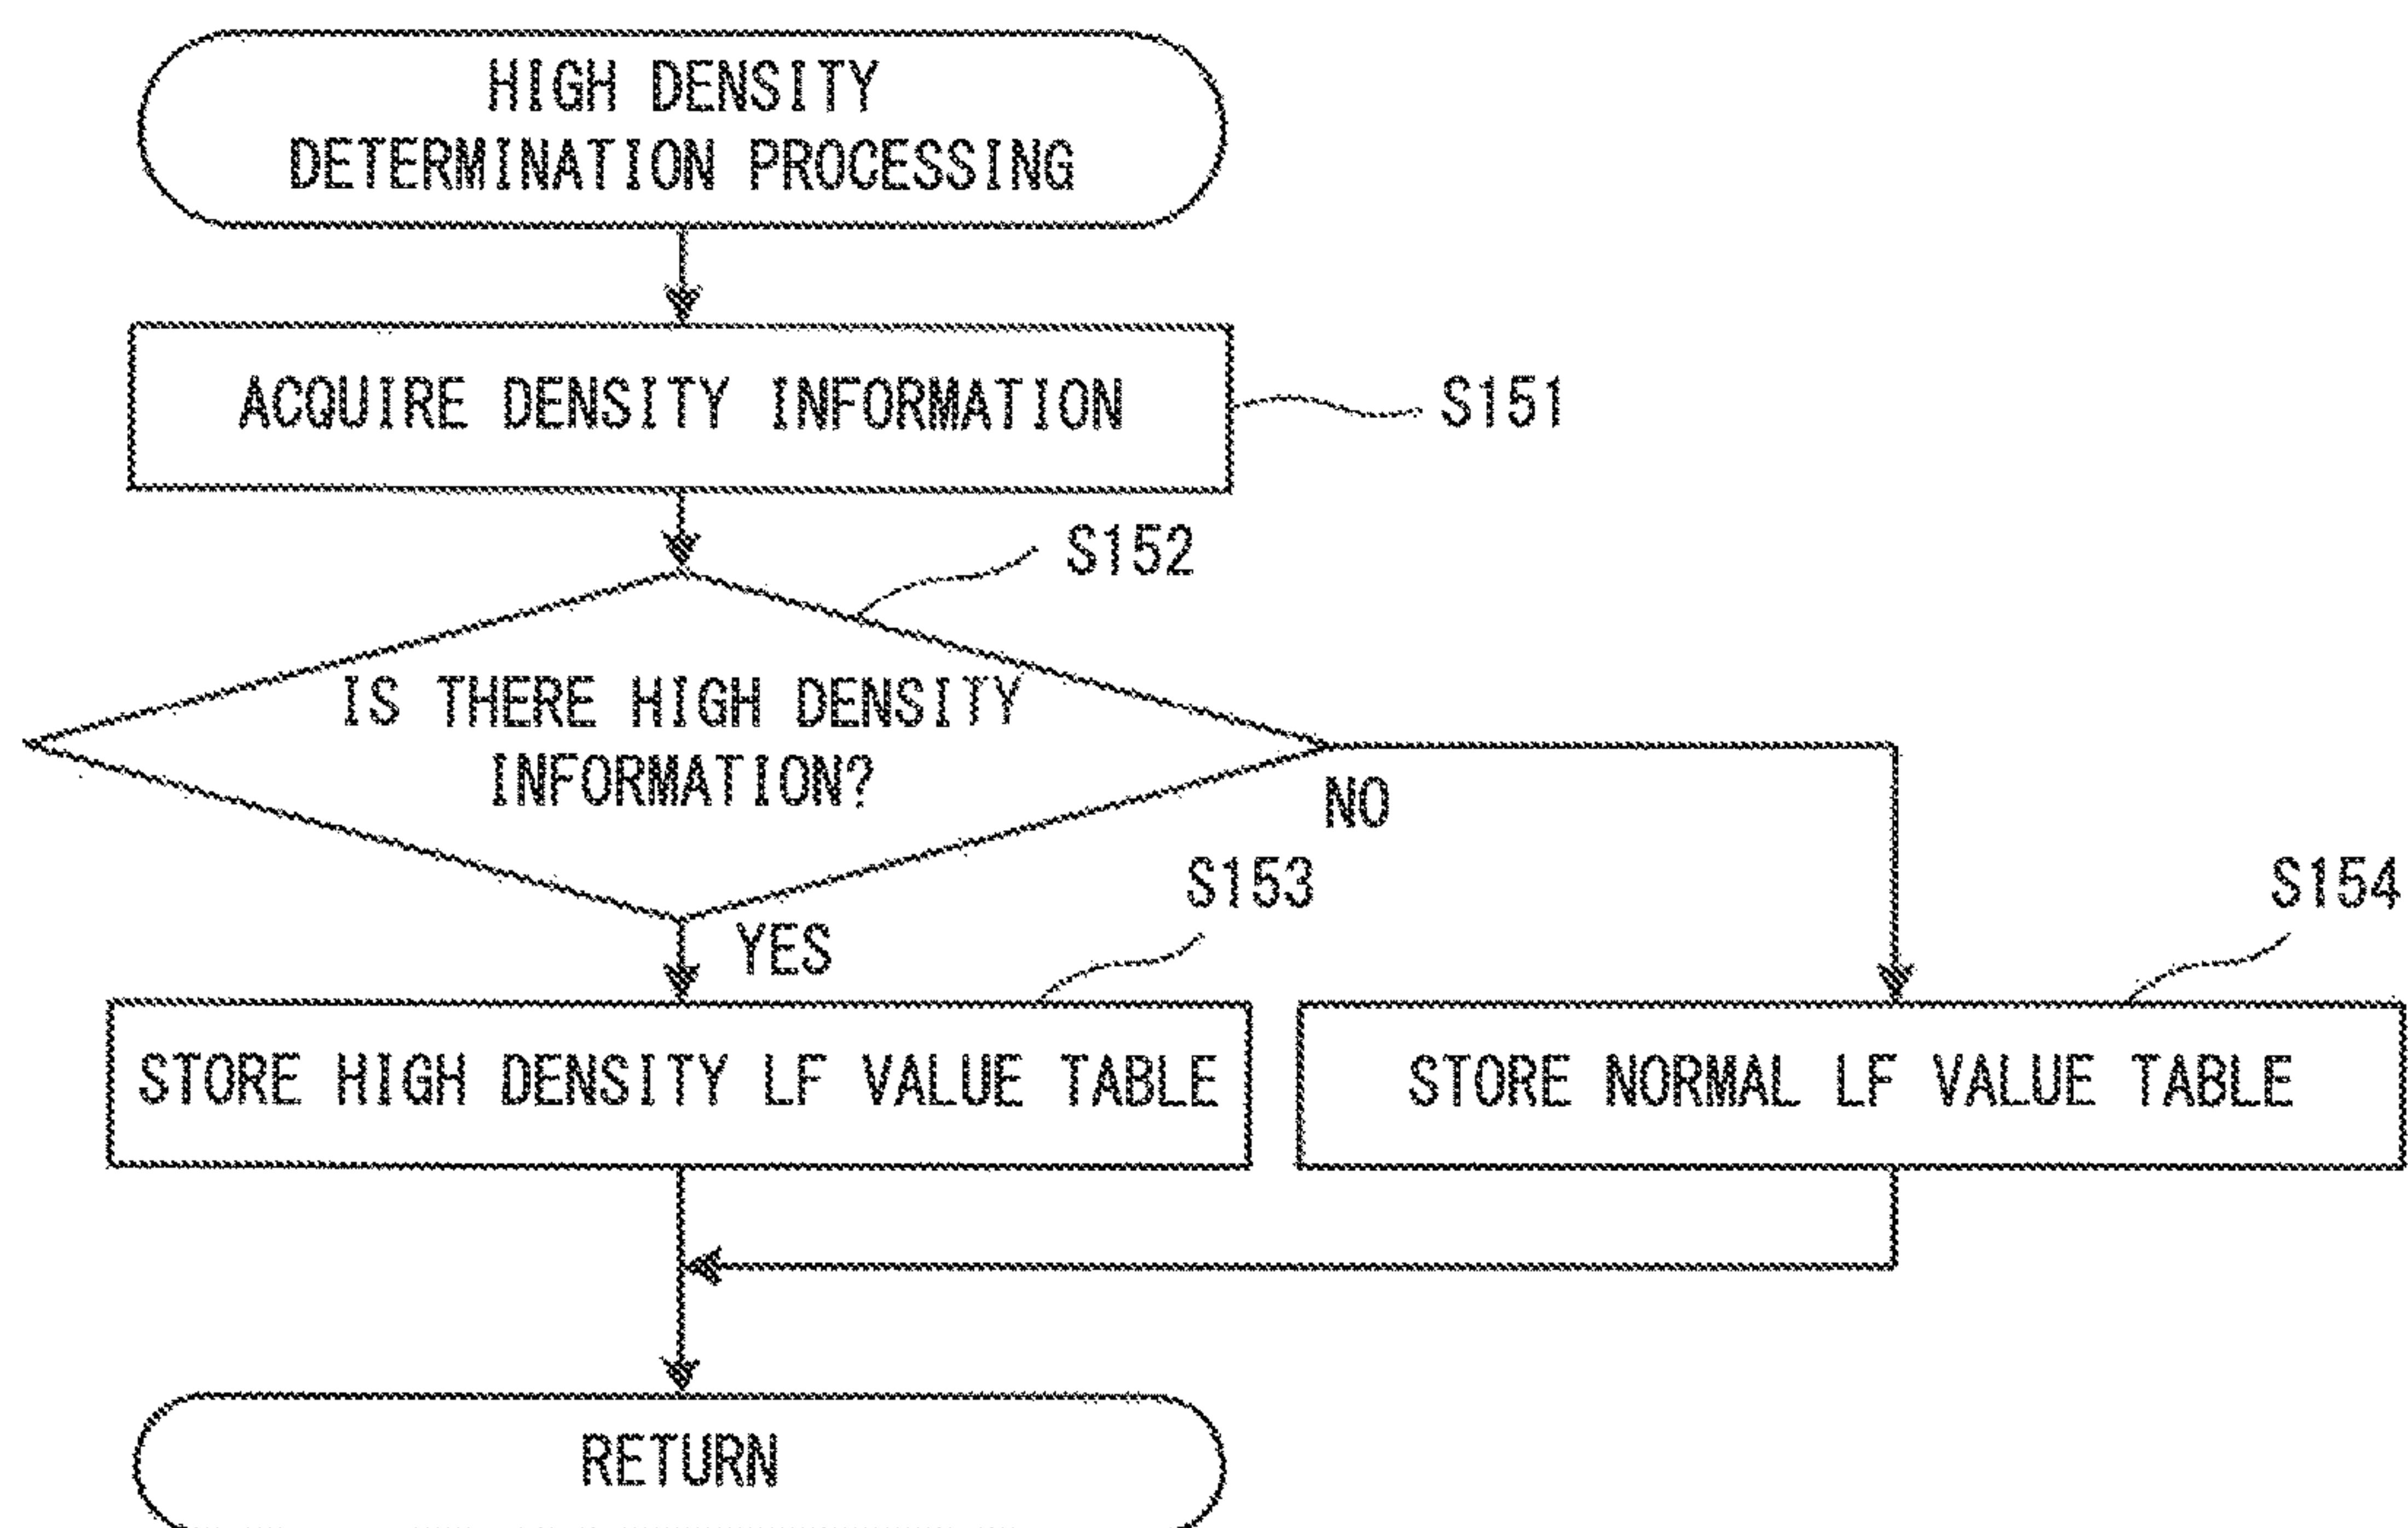 HIGH DENSITY
DETERMINATION PROCESSING
ACQUIRE DENSITY INFORMATION
S151
S152
IS THERE HIGH DENSITY
INFORMATION?
NO
YES
S153
S154
STORE HIGH DENSITY LF VALUE TABLE
STORE NORMAL LF VALUE TABLE
RETURN